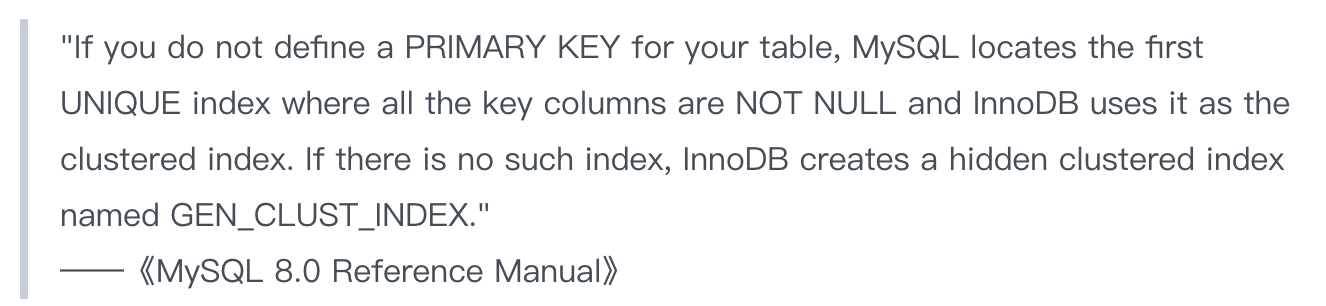 "If you do not define a PRIMARY KEY for your table, MySQL locates the first
UNIQUE index where all the key columns are NOT NULL and InnoDB uses it as the
clustered index. If there is no such index, InnoDB creates a hidden clustered index
named GEN_CLUST_INDEX."
——《MySQL 8.0 Reference Manual》